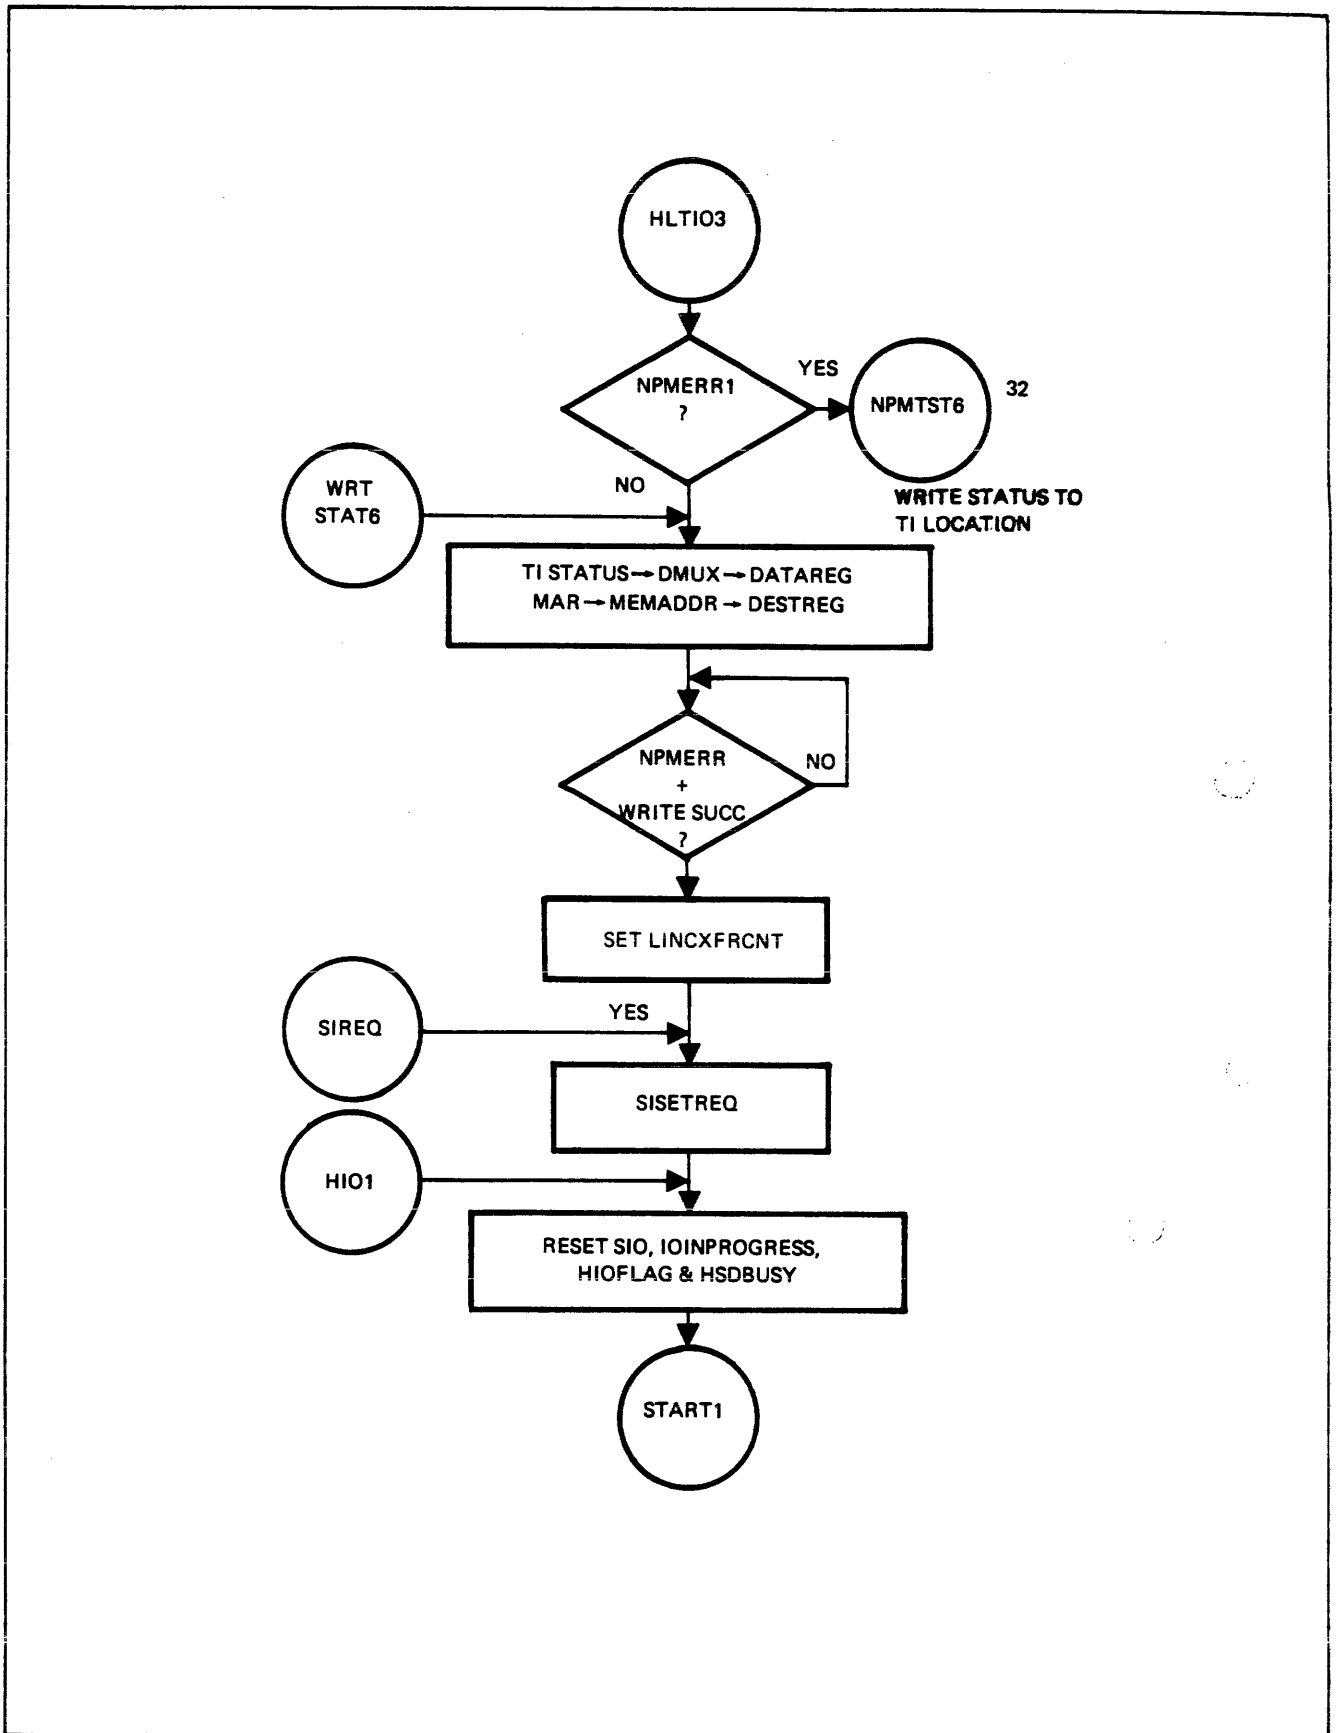 HLTIO3
NPMERR1
?
YES
NPMTST6
32
NO
WRITE STATUS TO
TI LOCATION
WRT
STAT6
TI STATUS→DMUX→DATAREG
MAR→MEMADDR→DESTREG
NPMERR
+
WRITE SUCC
?
NO
SET LINCXFRCNT
SIREQ
YES
SISETREQ
HIO1
RESET SIO, IOINPROGRESS,
HIOFLAG & HSDBUSY
START1